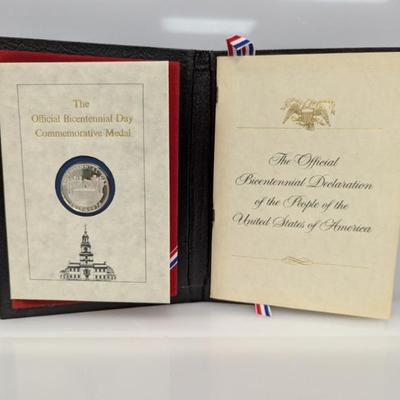 The
Official Bicentennial Day
Commemorative Medal
The Official
Bicentennial Declaration
of the People of the
United States of America